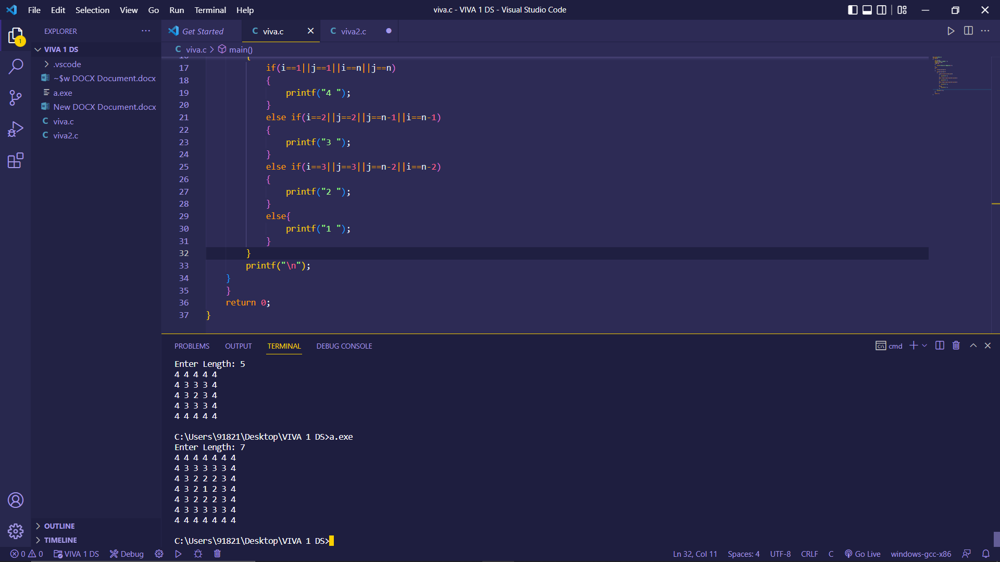 File Edit Selection View Go Run Terminal Help
viva.c - VIVA 1 DS - Visual Studio Code
EXPLORER
1
VIVA 1 DS
.vscode
~$w DOCX Document.docx
a.exe
New DOCX Document.docx
C viva.c
C viva2.c
OUTLINE
TIMELINE
Get Started
C viva.c
C viva2.c
C viva.c > main()
{
17 if(i==1||j==1||i==n||j==n)
18 {
19 printf("4 ");
20 }
21 else if(i==2||j==2||j==n-1||i==n-1)
22 {
23 printf("3 ");
24 }
25 else if(i==3||j==3||j==n-2||i==n-2)
26 {
27 printf("2 ");
28 }
29 else{
30 printf("1 ");
31 }
32 }
33 printf("\n");
34 }
35 }
36 return 0;
37 }
PROBLEMS OUTPUT TERMINAL DEBUG CONSOLE
cmd
Enter Length: 5
4 4 4 4 4
4 3 3 3 4
4 3 2 3 4
4 3 3 3 4
4 4 4 4 4
C:\Users\91821\Desktop\VIVA 1 DS>a.exe
Enter Length: 7
4 4 4 4 4 4 4
4 3 3 3 3 3 4
4 3 2 2 2 3 4
4 3 2 1 2 3 4
4 3 2 2 2 3 4
4 3 3 3 3 3 4
4 4 4 4 4 4 4
C:\Users\91821\Desktop\VIVA 1 DS>
0 0 VIVA 1 DS Debug
Ln 32, Col 11 Spaces: 4 UTF-8 CRLF C Go Live windows-gcc-x86